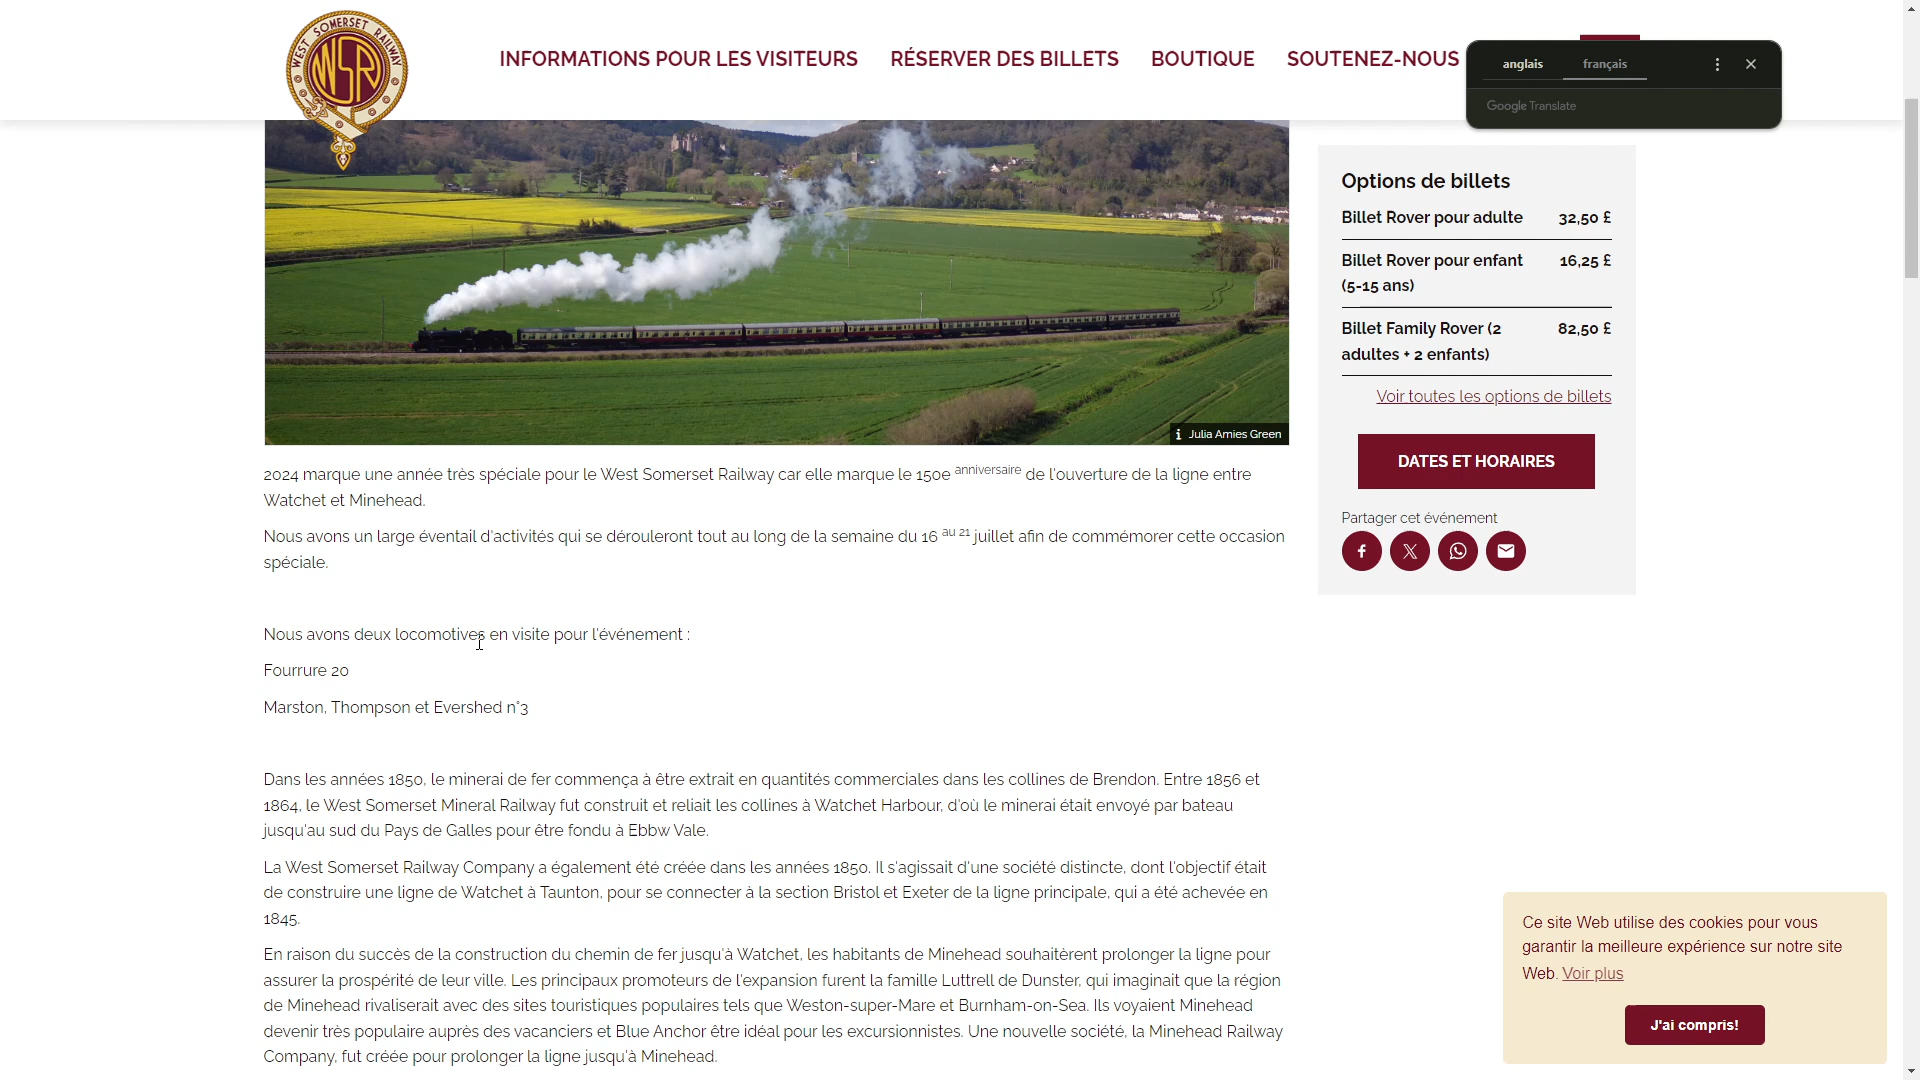 WEST SOMERSET RAILWAY
WSR
INFORMATIONS POUR LES VISITEURS
RÉSERVER DES BILLETS
BOUTIQUE
SOUTENEZ-NOUS
anglais
français
Google Translate
Julia Amies Green
2024 marque une année très spéciale pour le West Somerset Railway car elle marque le 150e anniversaire de l'ouverture de la ligne entre
Watchet et Minehead.
Nous avons un large éventail d'activités qui se dérouleront tout au long de la semaine du 16 au 21 juillet afin de commémorer cette occasion
spéciale.
Nous avons deux locomotives en visite pour l'événement :
Fourrure 20
Marston, Thompson et Evershed n°3
Dans les années 1850, le minerai de fer commença à être extrait en quantités commerciales dans les collines de Brendon. Entre 1856 et
1864, le West Somerset Mineral Railway fut construit et reliait les collines à Watchet Harbour, d'où le minerai était envoyé par bateau
jusqu'au sud du Pays de Galles pour être fondu à Ebbw Vale.
La West Somerset Railway Company a également été créée dans les années 1850. Il s'agissait d'une société distincte, dont l'objectif était
de construire une ligne de Watchet à Taunton, pour se connecter à la section Bristol et Exeter de la ligne principale, qui a été achevée en
1845.
En raison du succès de la construction du chemin de fer jusqu'à Watchet, les habitants de Minehead souhaitèrent prolonger la ligne pour
assurer la prospérité de leur ville. Les principaux promoteurs de l'expansion furent la famille Luttrell de Dunster, qui imaginait que la région
de Minehead rivaliserait avec des sites touristiques populaires tels que Weston-super-Mare et Burnham-on-Sea. Ils voyaient Minehead
devenir très populaire auprès des vacanciers et Blue Anchor être idéal pour les excursionnistes. Une nouvelle société, la Minehead Railway
Company, fut créée pour prolonger la ligne jusqu'à Minehead.
Options de billets
Billet Rover pour adulte 32,50 £
Billet Rover pour enfant 16,25 £
(5-15 ans)
Billet Family Rover (2 82,50 £
adultes + 2 enfants)
Voir toutes les options de billets
DATES ET HORAIRES
Partager cet événement
Ce site Web utilise des cookies pour vous
garantir la meilleure expérience sur notre site
Web. Voir plus
J'ai compris!